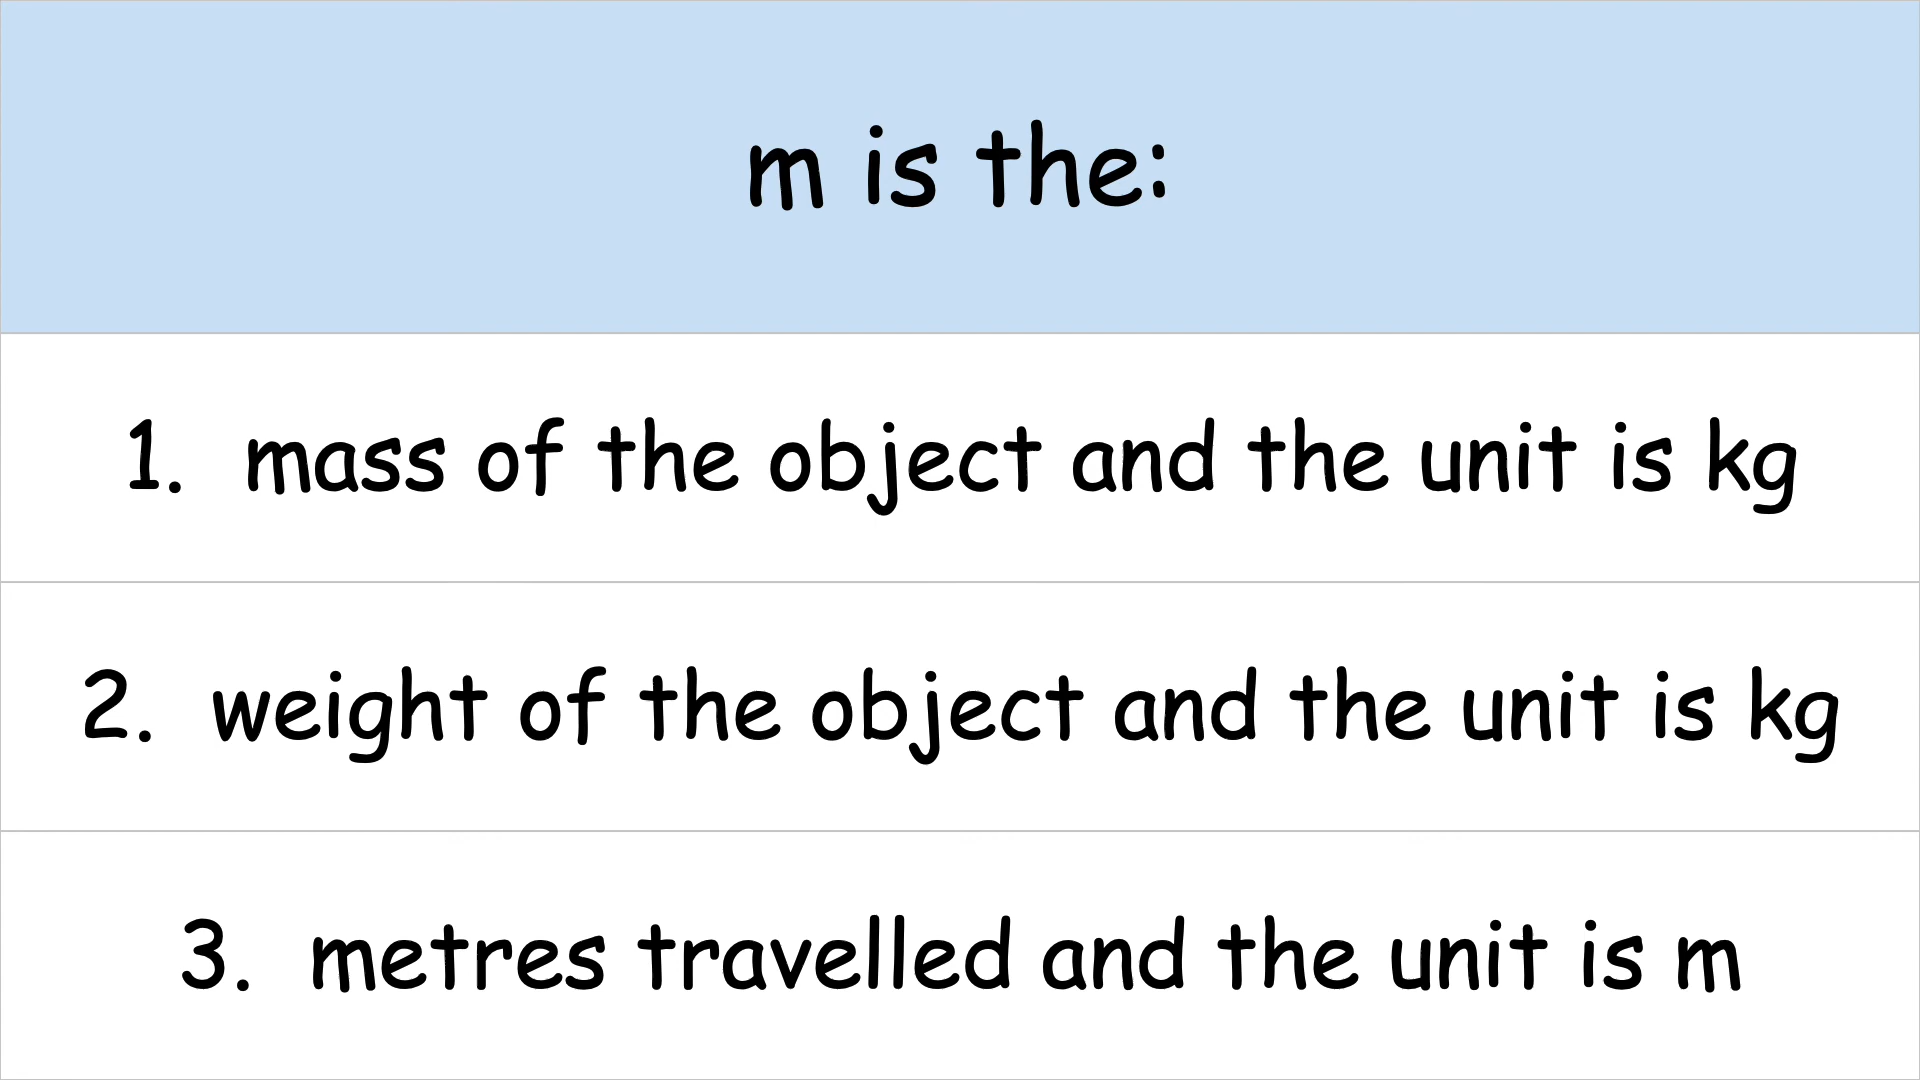 m is the:
1. mass of the object and the unit is kg
2. weight of the object and the unit is kg
3. metres travelled and the unit is m